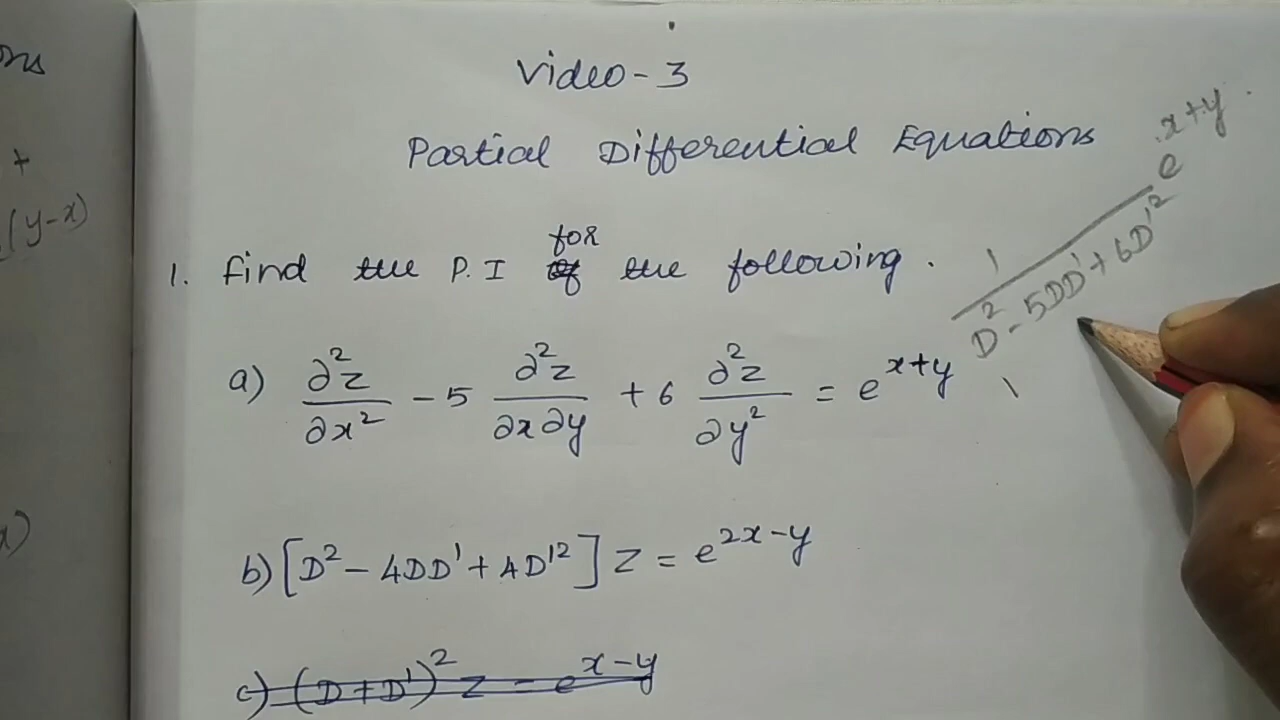 Video - 3
Partial Differential Equations
1. Find the P.I for the following.
a) ∂²z/∂x² - 5 ∂²z/∂x∂y + 6 ∂²z/∂y² = e^(x+y)
1/(D² - 5DD' + 6D'²) e^(x+y)
1
b) [D² - 4DD' + 4D'²] z = e^(2x-y)
c) (D+D')² z = e^(x-y)
+
(y-x)